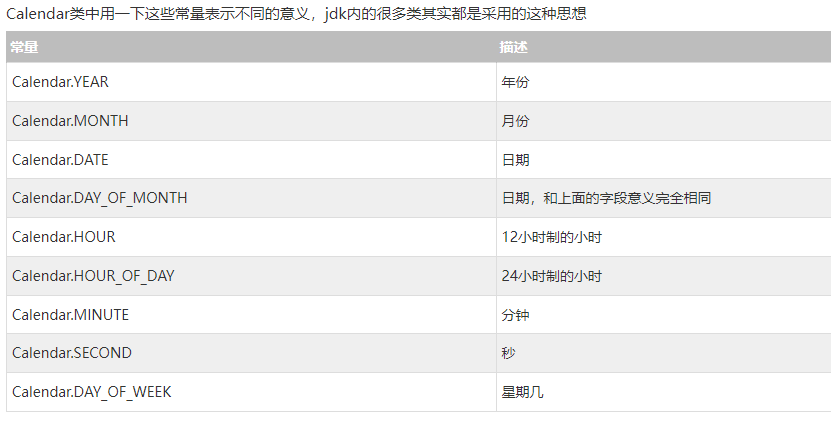 Calendar类中用一下这些常量表示不同的意义，jdk内的很多类其实都是采用的这种思想
常量 描述
Calendar.YEAR 年份
Calendar.MONTH 月份
Calendar.DATE 日期
Calendar.DAY_OF_MONTH 日期，和上面的字段意义完全相同
Calendar.HOUR 12小时制的小时
Calendar.HOUR_OF_DAY 24小时制的小时
Calendar.MINUTE 分钟
Calendar.SECOND 秒
Calendar.DAY_OF_WEEK 星期几